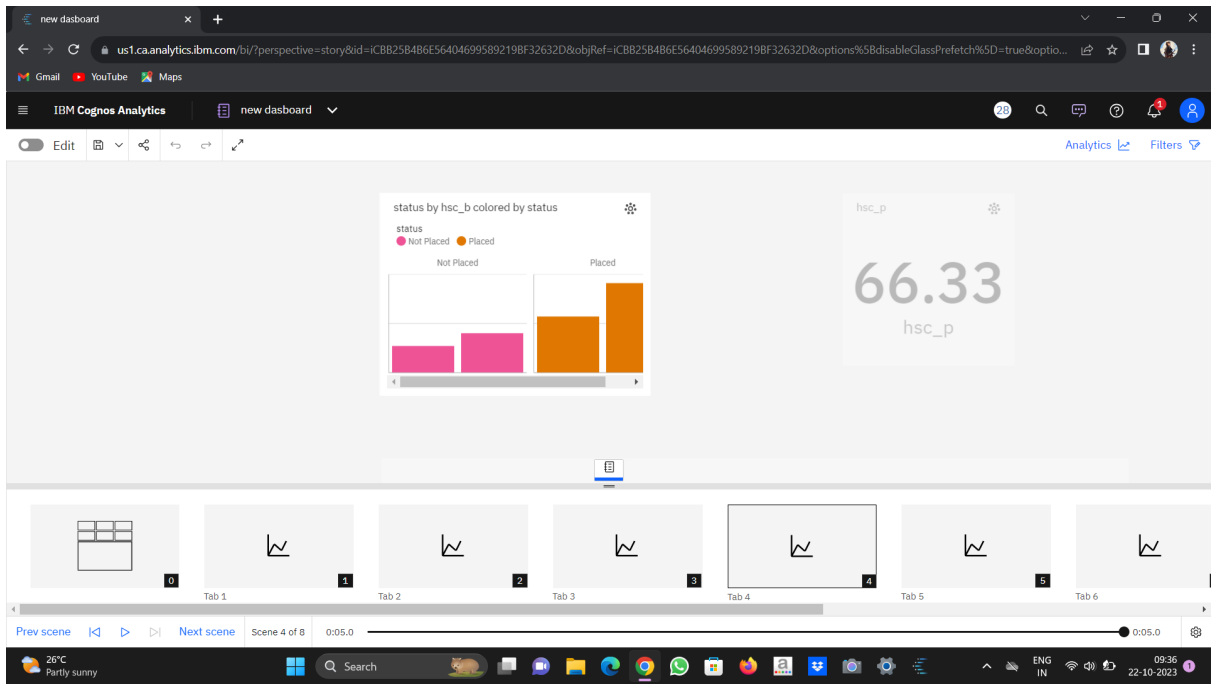 new dasboard
us1.ca.analytics.ibm.com/bi/?perspective=story&id=iCBB25B4B6E56404699589219BF32632D&objRef=iCBB25B4B6E56404699589219BF32632D&options%5BdisableGlassPrefetch%5D=true&optio...
Gmail YouTube Maps
IBM Cognos Analytics new dasboard 28 1
Edit Analytics Filters
status by hsc_b colored by status
status
Not Placed Placed
Not Placed Placed
hsc_p
66.33
hsc_p
0 1 2 3 4 5
Tab 1 Tab 2 Tab 3 Tab 4 Tab 5 Tab 6
Prev scene Next scene Scene 4 of 8 0:05.0 0:05.0
26°C
Partly sunny
Search
a
ENG
IN
09:36
22-10-2023
1